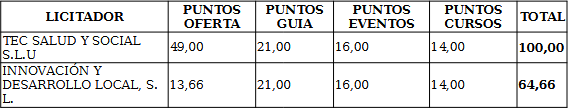 LICITADOR PUNTOS OFERTA PUNTOS GUIA PUNTOS EVENTOS PUNTOS CURSOS TOTAL
TEC SALUD Y SOCIAL S.L.U 49,00 21,00 16,00 14,00 100,00
INNOVACIÓN Y DESARROLLO LOCAL, S. L. 13,66 21,00 16,00 14,00 64,66